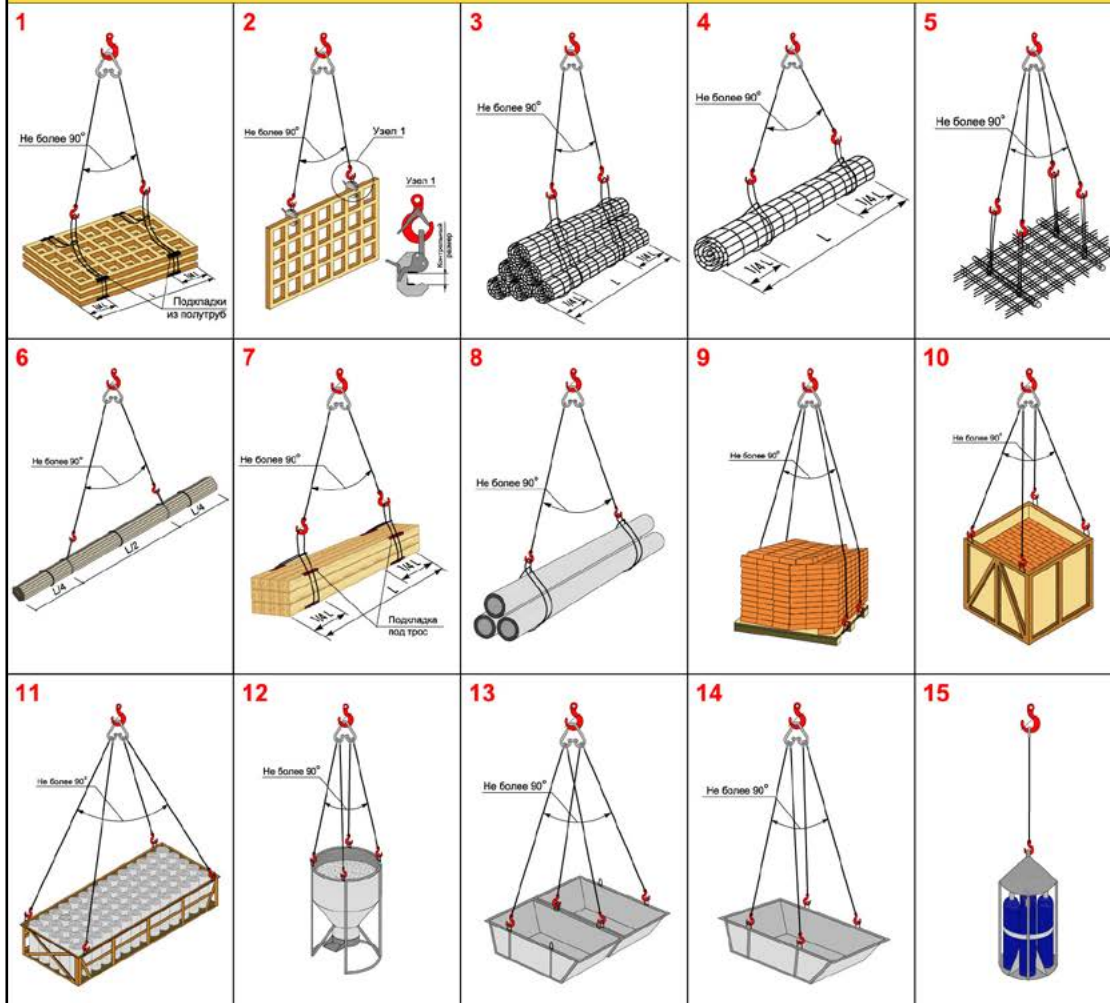 1
Не более 90°
1/4 L
L
1/4 L
Подкладки
из полутруб
2
Не более 90°
Узел 1
Узел 1
Контрольный
размер
3
Не более 90°
1/4 L
L
1/4 L
4
Не более 90°
1/4 L
L
1/4 L
5
Не более 90°
6
Не более 90°
L/4
L/2
L/4
7
Не более 90°
1/4 L
L
1/4 L
Подкладка
под трос
8
Не более 90°
9
Не более 90°
10
Не более 90°
11
Не более 90°
12
Не более 90°
13
Не более 90°
14
Не более 90°
15